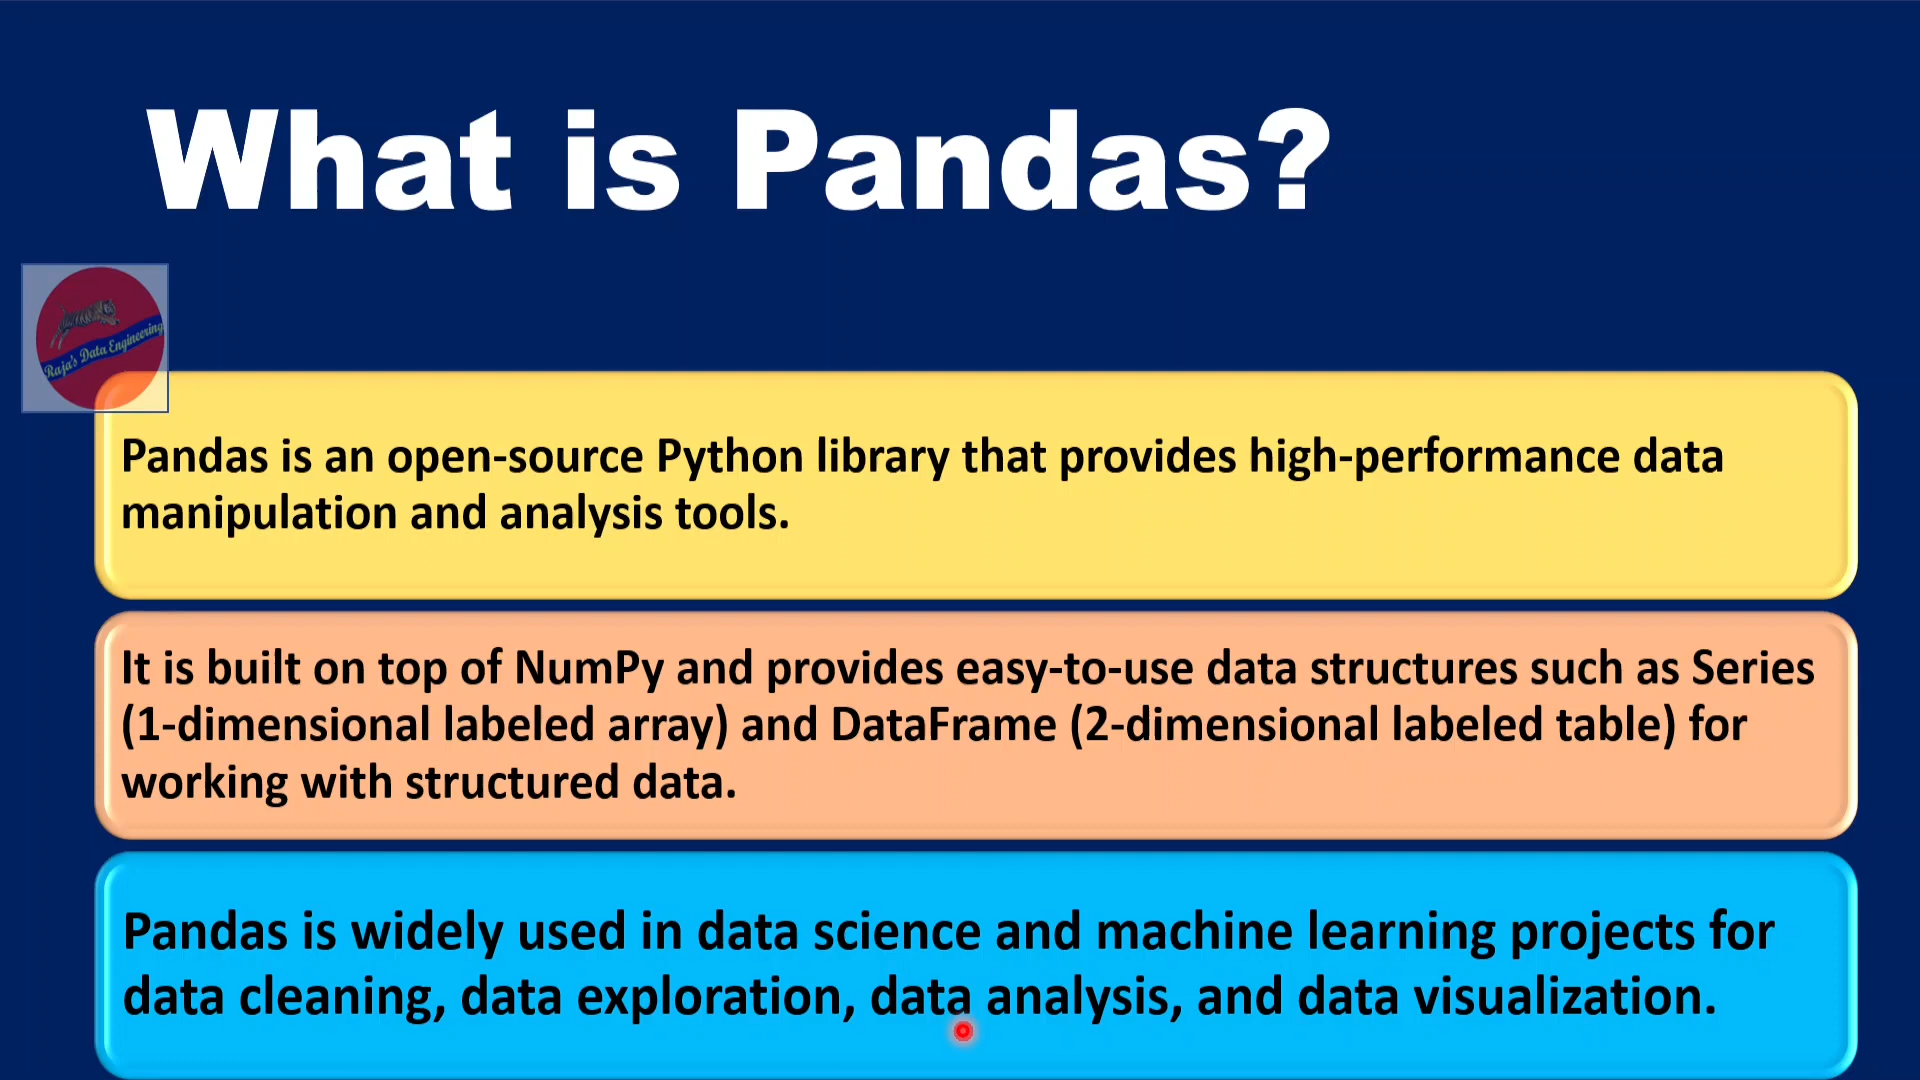 What is Pandas?
Raja's Data Engineering
Pandas is an open-source Python library that provides high-performance data
manipulation and analysis tools.
It is built on top of NumPy and provides easy-to-use data structures such as Series
(1-dimensional labeled array) and DataFrame (2-dimensional labeled table) for
working with structured data.
Pandas is widely used in data science and machine learning projects for
data cleaning, data exploration, data analysis, and data visualization.